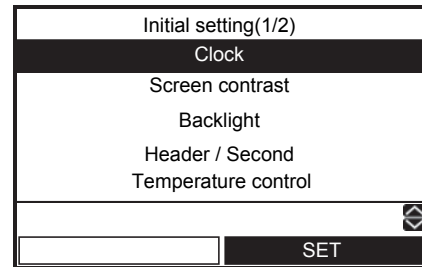 Initial setting(1/2)
Clock
Screen contrast
Backlight
Header / Second
Temperature control
SET